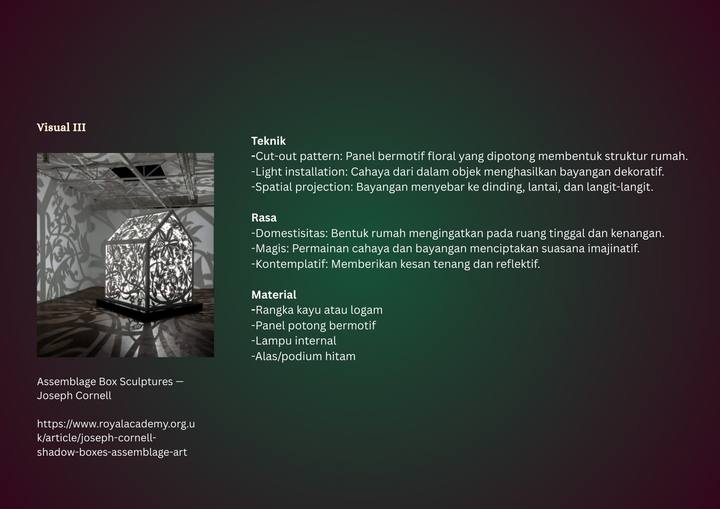 Visual III
Teknik
-Cut-out pattern: Panel bermotif floral yang dipotong membentuk struktur rumah.
-Light installation: Cahaya dari dalam objek menghasilkan bayangan dekoratif.
-Spatial projection: Bayangan menyebar ke dinding, lantai, dan langit-langit.
Rasa
-Domestisitas: Bentuk rumah mengingatkan pada ruang tinggal dan kenangan.
-Magis: Permainan cahaya dan bayangan menciptakan suasana imajinatif.
-Kontemplatif: Memberikan kesan tenang dan reflektif.
Material
-Rangka kayu atau logam
-Panel potong bermotif
-Lampu internal
-Alas/podium hitam
Assemblage Box Sculptures —
Joseph Cornell
https://www.royalacademy.org.u
k/article/joseph-cornell-
shadow-boxes-assemblage-art